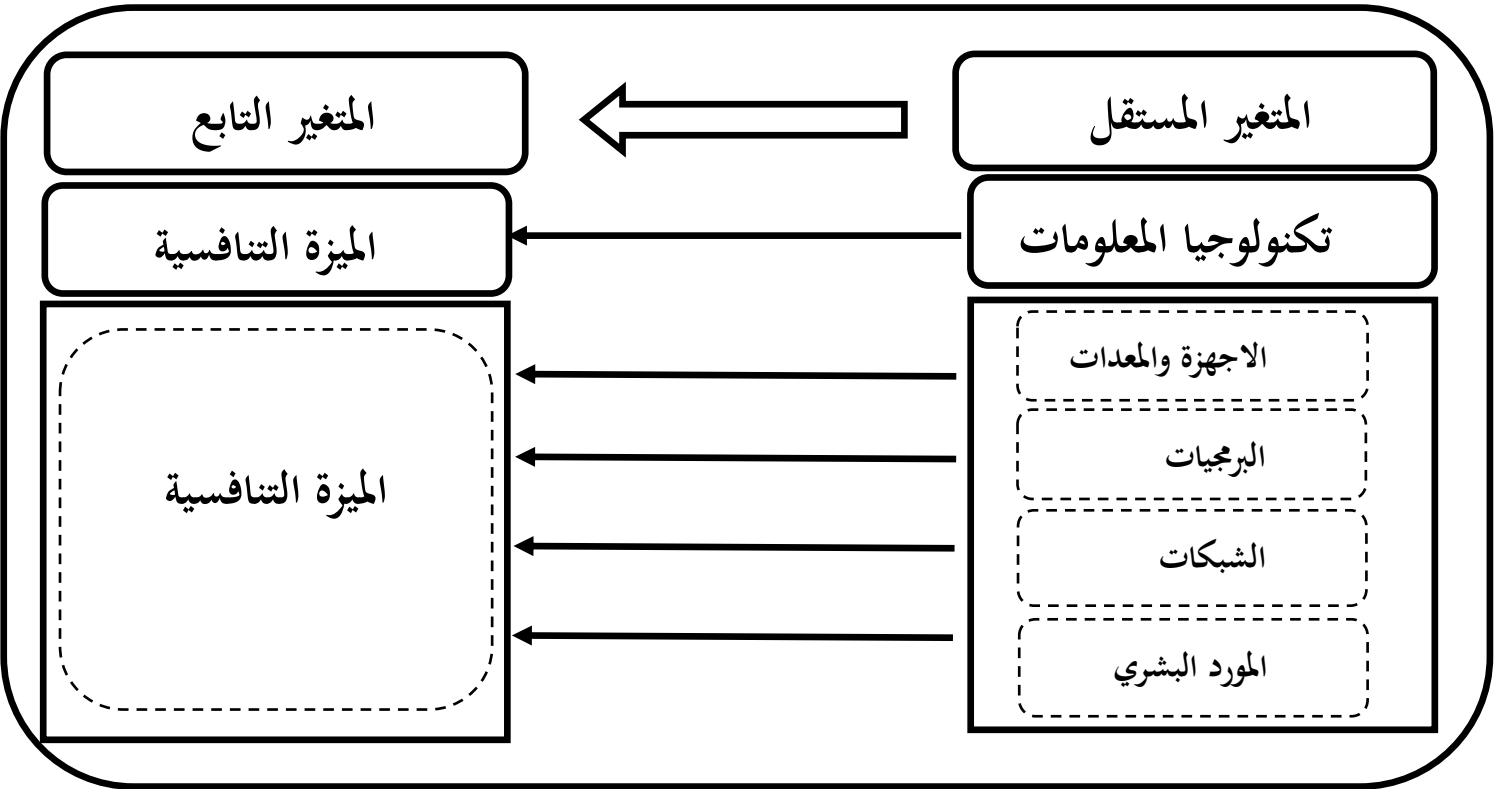 المتغير المستقل
المتغير التابع
تكنولوجيا المعلومات
الميزة التنافسية
الاجهزة والمعدات
البرمجيات
الشبكات
المورد البشري
الميزة التنافسية